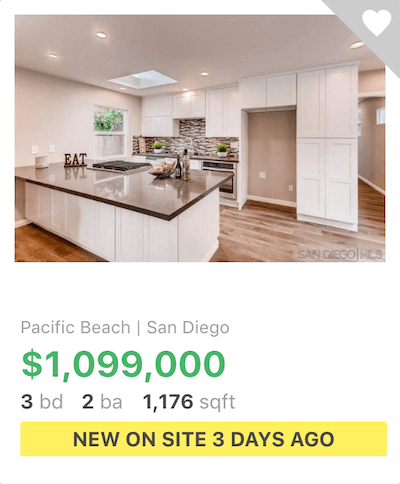 EAT
SAN DIEGO MLS
Pacific Beach | San Diego
$1,099,000
3 bd 2 ba 1,176 sqft
NEW ON SITE 3 DAYS AGO